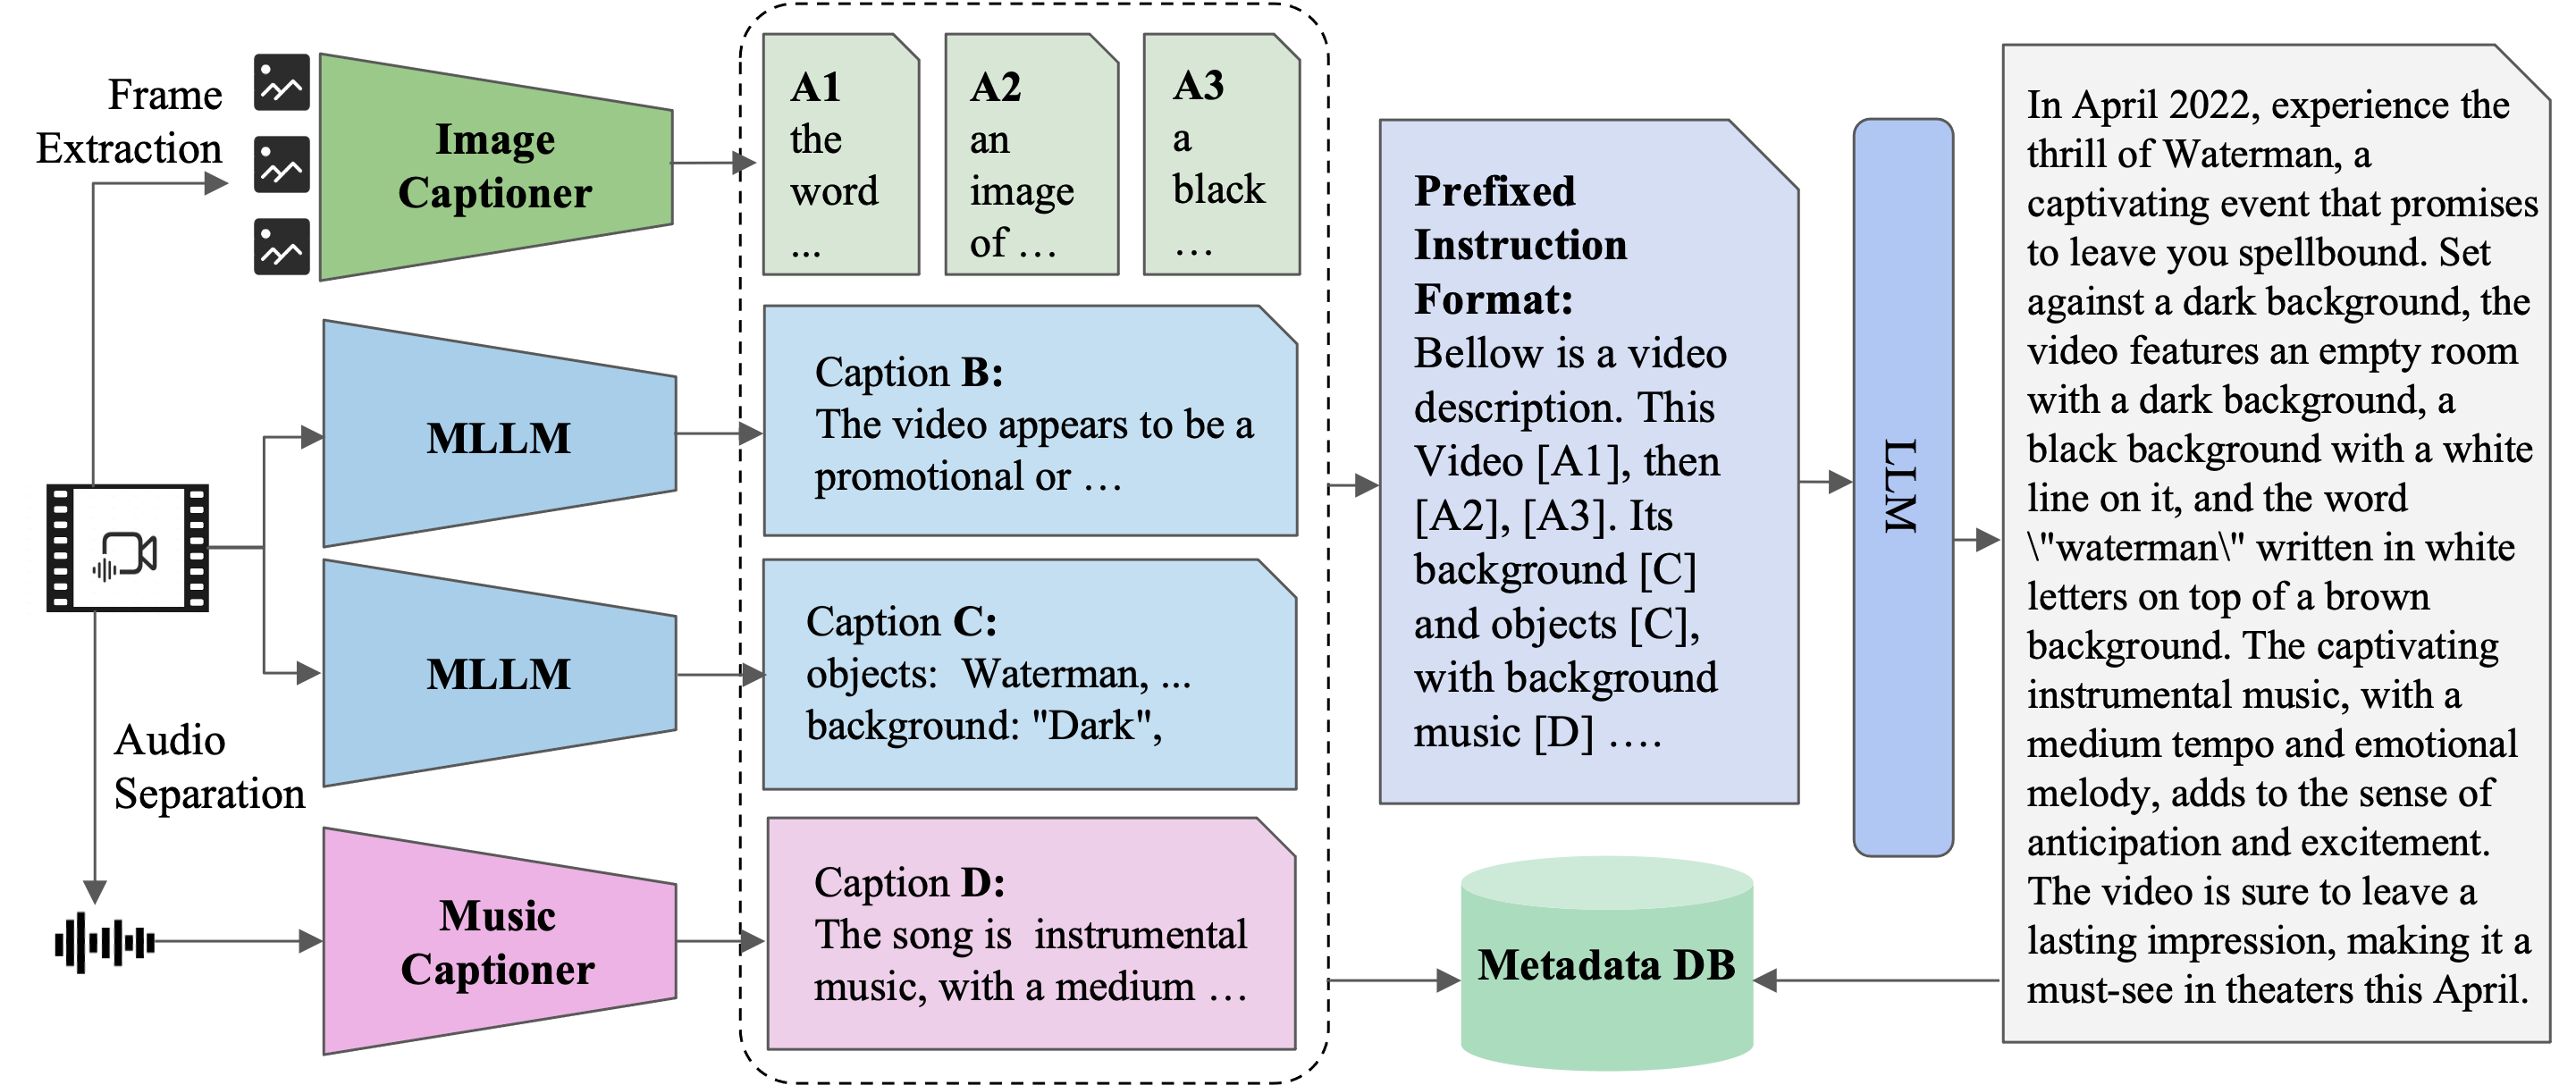 Frame
Extraction
Image
Captioner
A1
the
word
...
A2
an
image
of …
A3
a
black
…
MLLM
Caption B:
The video appears to be a
promotional or …
MLLM
Caption C:
objects:  Waterman, ...
background: "Dark",
Audio
Separation
Music
Captioner
Caption D:
The song is  instrumental
music, with a medium …
Prefixed
Instruction
Format:
Bellow is a video
description. This
Video [A1], then
[A2], [A3]. Its
background [C]
and objects [C],
with background
music [D] ….
LLM
Metadata DB
In April 2022, experience the
thrill of Waterman, a
captivating event that promises
to leave you spellbound. Set
against a dark background, the
video features an empty room
with a dark background, a
black background with a white
line on it, and the word
\"waterman\" written in white
letters on top of a brown
background. The captivating
instrumental music, with a
medium tempo and emotional
melody, adds to the sense of
anticipation and excitement.
The video is sure to leave a
lasting impression, making it a
must-see in theaters this April.